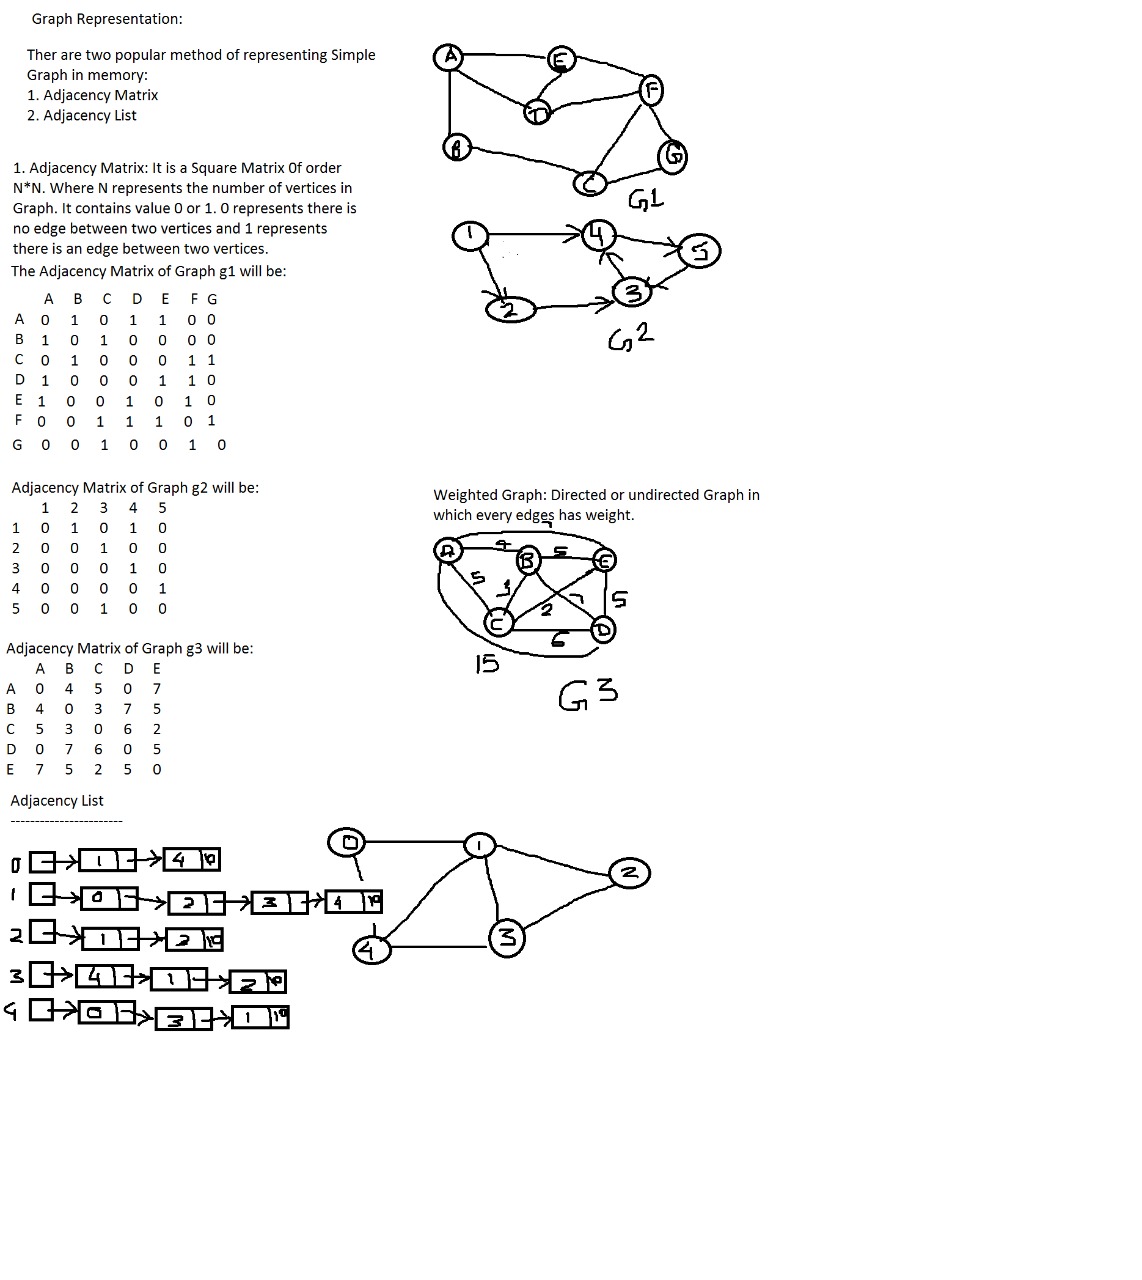 Graph Representation:
Ther are two popular method of representing Simple
Graph in memory:
1. Adjacency Matrix
2. Adjacency List
1. Adjacency Matrix: It is a Square Matrix 0f order
N*N. Where N represents the number of vertices in
Graph. It contains value 0 or 1. 0 represents there is
no edge between two vertices and 1 represents
there is an edge between two vertices.
The Adjacency Matrix of Graph g1 will be:
A B C D E F G
A 0 1 0 1 1 0 0
B 1 0 1 0 0 0 0
C 0 1 0 0 0 1 1
D 1 0 0 0 1 1 0
E 1 0 0 1 0 1 0
F 0 0 1 1 1 0 1
G 0 0 1 0 0 1 0
A E
F
D
B
G
C
G1
1 4
5
3
2
G2
Adjacency Matrix of Graph g2 will be:
1 2 3 4 5
1 0 1 0 1 0
2 0 0 1 0 0
3 0 0 0 1 0
4 0 0 0 0 1
5 0 0 1 0 0
Weighted Graph: Directed or undirected Graph in
which every edges has weight.
7
A 4 B 5 E
5 3
2 7 5
C D
6
15
G3
Adjacency Matrix of Graph g3 will be:
A B C D E
A 0 4 5 0 7
B 4 0 3 7 5
C 5 3 0 6 2
D 0 7 6 0 5
E 7 5 2 5 0
Adjacency List
-----------------------
0 1 4 \0
1 0 2 3 4 \0
2 1 2 \0
3 4 1 2 \0
4 0 3 1 \0
0 1
2
3
4